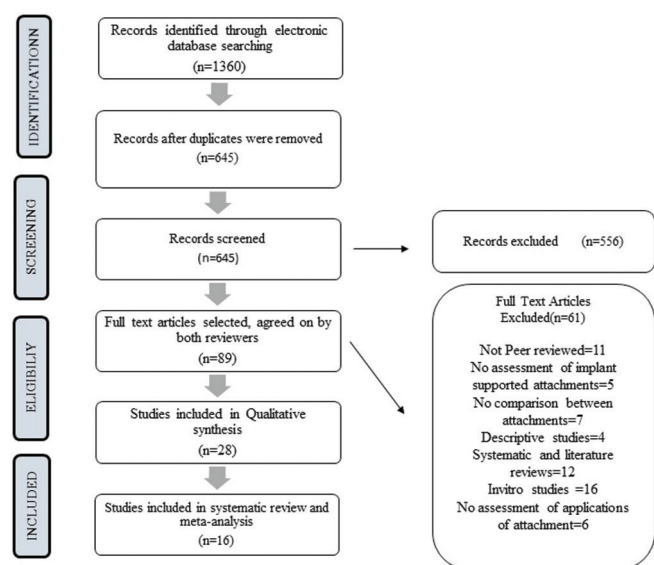 IDENTIFICATIONN
Records identified through electronic
database searching
(n=1360)
Records after duplicates were removed
(n=645)
SCREENING
Records screened
(n=645)
Records excluded (n=556)
ELIGIBILIY
Full text articles selected, agreed on by
both reviewers
(n=89)
Full Text Articles
Excluded(n=61)
Not Peer reviewed=11
No assessment of implant
supported attachments=5
No comparison between
attachments=7
Descriptive studies=4
Systematic and literature
reviews=12
Invitro studies =16
No assessment of applications
of attachment=6
Studies included in Qualitative
synthesis
(n=28)
INCLUDED
Studies included in systematic review and
meta-analysis
(n=16)